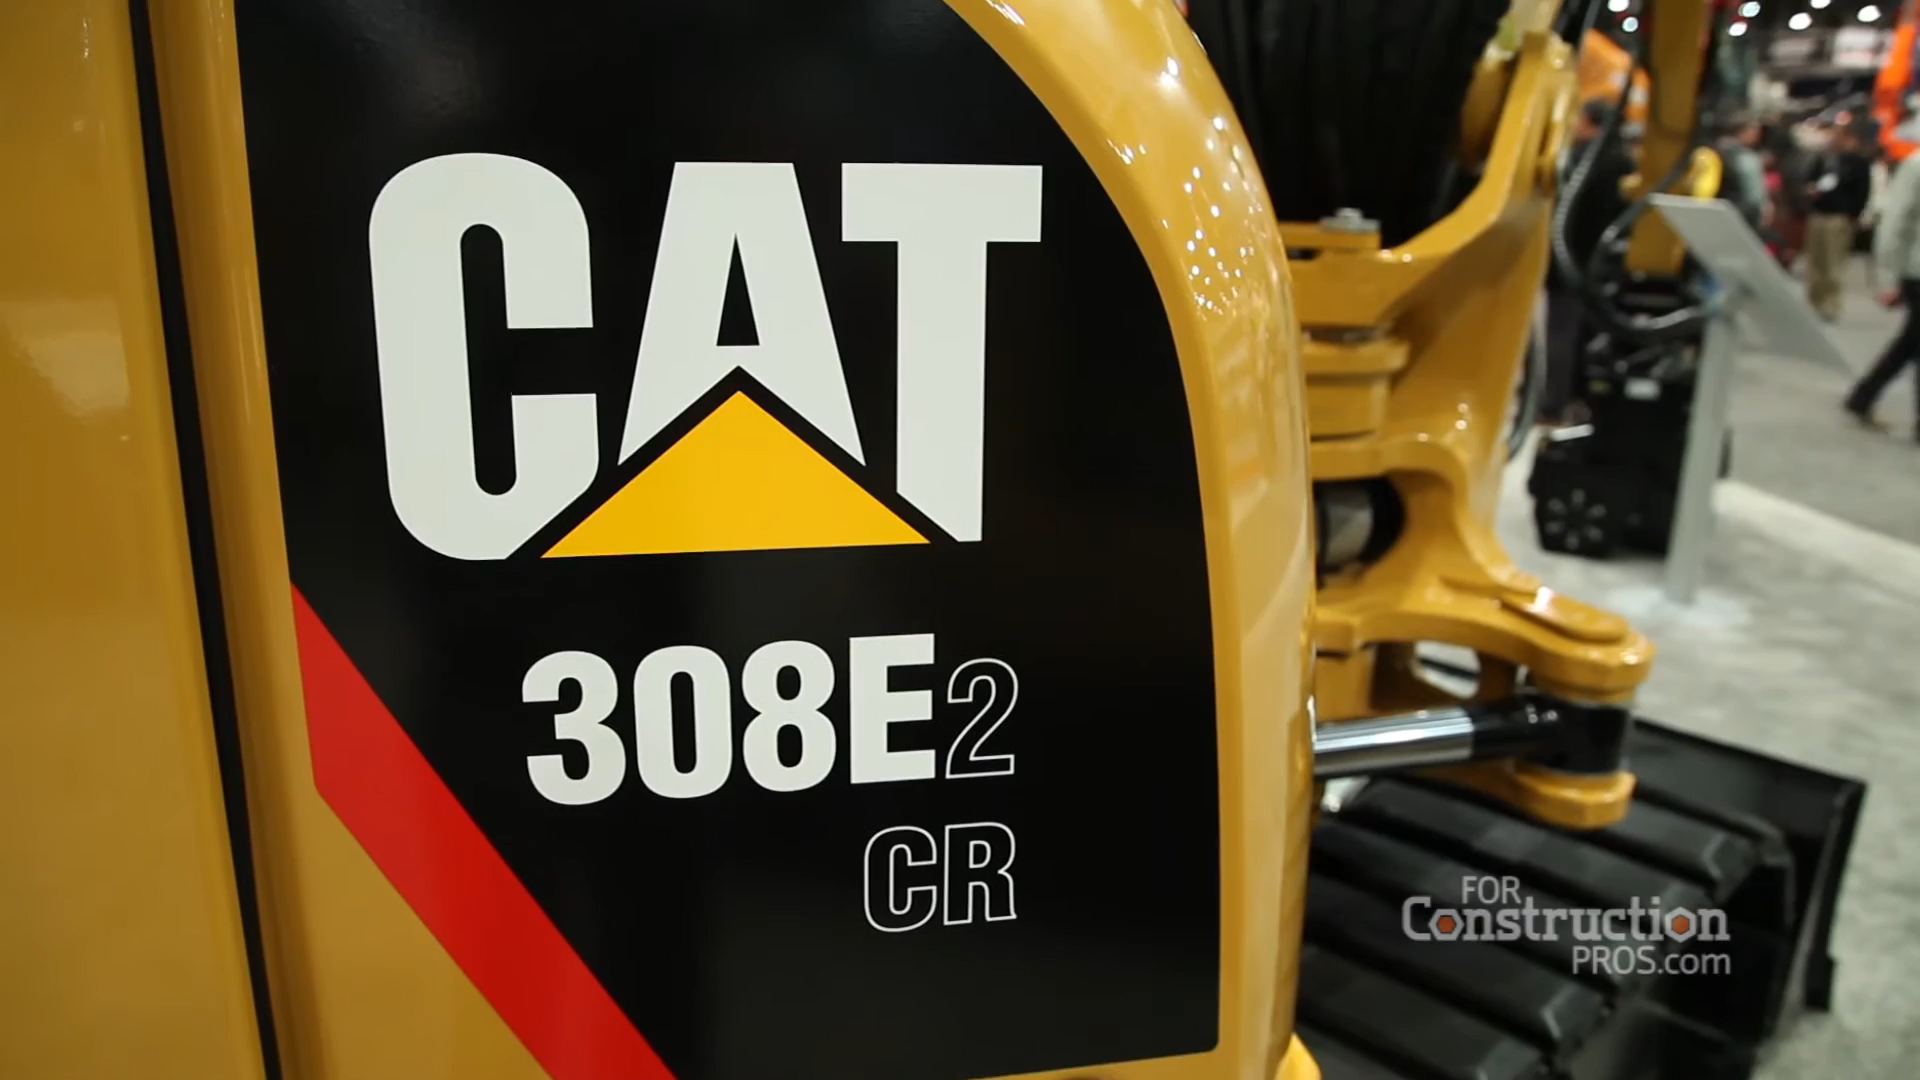 CAT
308E2
CR
FOR
Construction
PROS.com